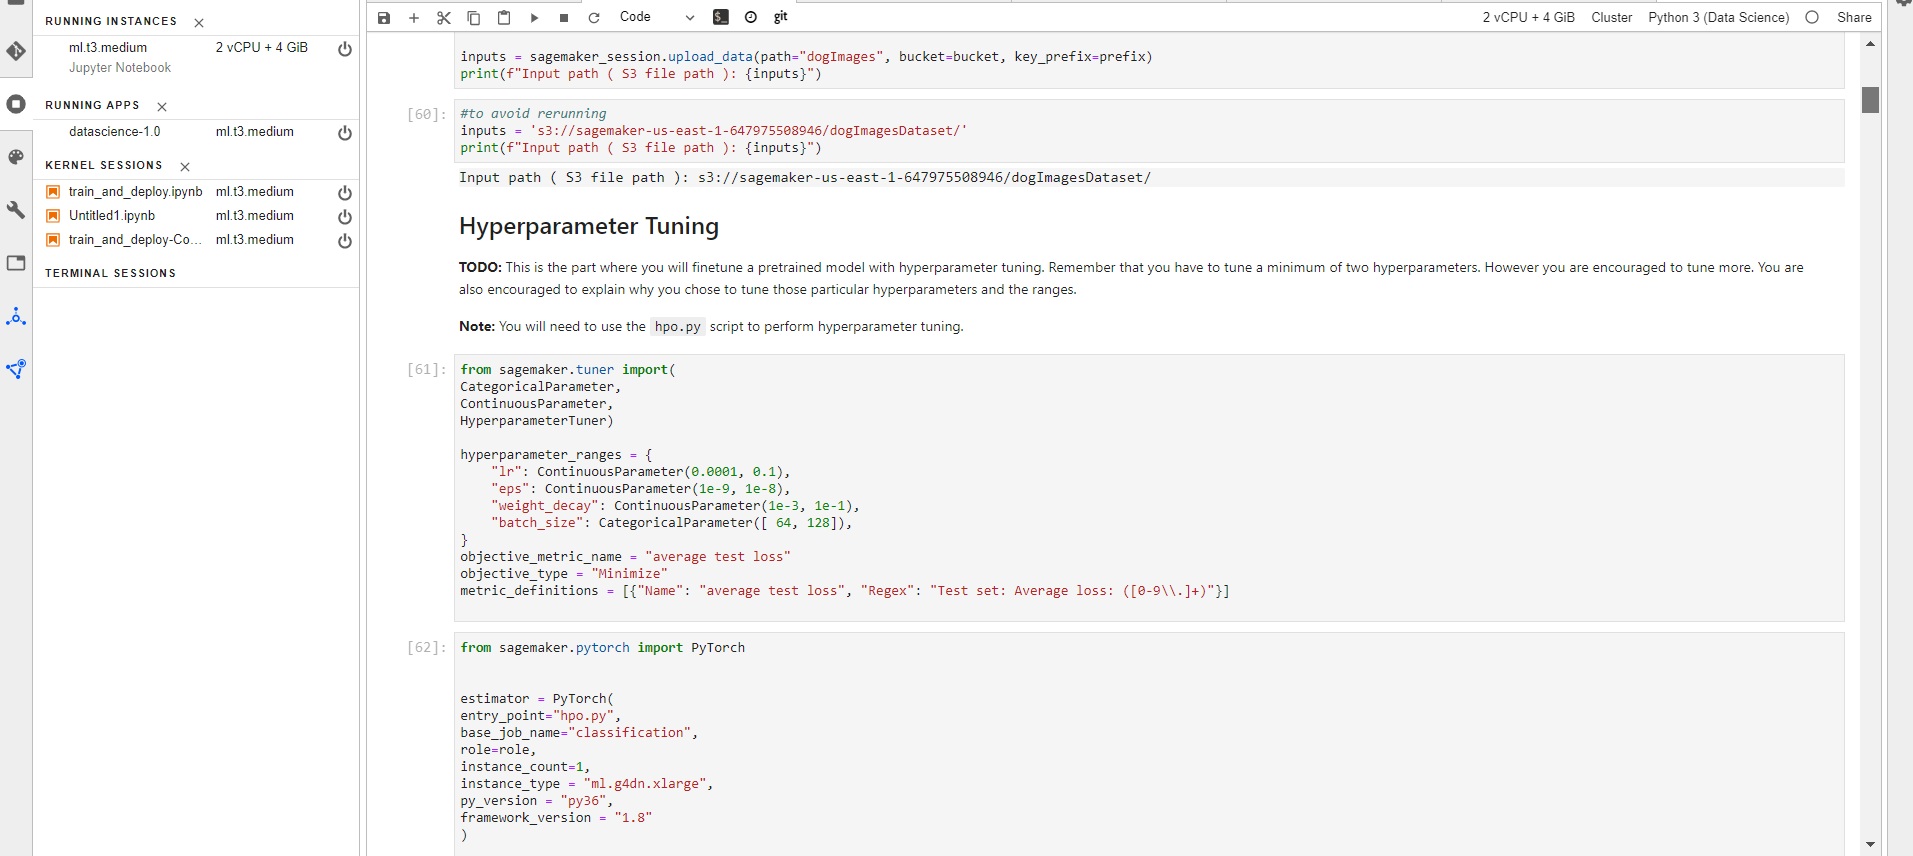 RUNNING INSTANCES
ml.t3.medium 2 vCPU + 4 GiB
Jupyter Notebook
RUNNING APPS
datascience-1.0 ml.t3.medium
KERNEL SESSIONS
train_and_deploy.ipynb ml.t3.medium
Untitled1.ipynb ml.t3.medium
train_and_deploy-Co... ml.t3.medium
TERMINAL SESSIONS
Code git 2 vCPU + 4 GiB Cluster Python 3 (Data Science) Share
inputs = sagemaker_session.upload_data(path="dogImages", bucket=bucket, key_prefix=prefix)
print(f"Input path ( S3 file path ): {inputs}")
[60]: #to avoid rerunning
inputs = 's3://sagemaker-us-east-1-647975508946/dogImagesDataset/'
print(f"Input path ( S3 file path ): {inputs}")
Input path ( S3 file path ): s3://sagemaker-us-east-1-647975508946/dogImagesDataset/
Hyperparameter Tuning
TODO: This is the part where you will finetune a pretrained model with hyperparameter tuning. Remember that you have to tune a minimum of two hyperparameters. However you are encouraged to tune more. You are
also encouraged to explain why you chose to tune those particular hyperparameters and the ranges.
Note: You will need to use the hpo.py script to perform hyperparameter tuning.
[61]: from sagemaker.tuner import(
CategoricalParameter,
ContinuousParameter,
HyperparameterTuner)
hyperparameter_ranges = {
"lr": ContinuousParameter(0.0001, 0.1),
"eps": ContinuousParameter(1e-9, 1e-8),
"weight_decay": ContinuousParameter(1e-3, 1e-1),
"batch_size": CategoricalParameter([ 64, 128]),
}
objective_metric_name = "average test loss"
objective_type = "Minimize"
metric_definitions = [{"Name": "average test loss", "Regex": "Test set: Average loss: ([0-9\\.]+)"}]
[62]: from sagemaker.pytorch import PyTorch
estimator = PyTorch(
entry_point="hpo.py",
base_job_name="classification",
role=role,
instance_count=1,
instance_type = "ml.g4dn.xlarge",
py_version = "py36",
framework_version = "1.8"
)